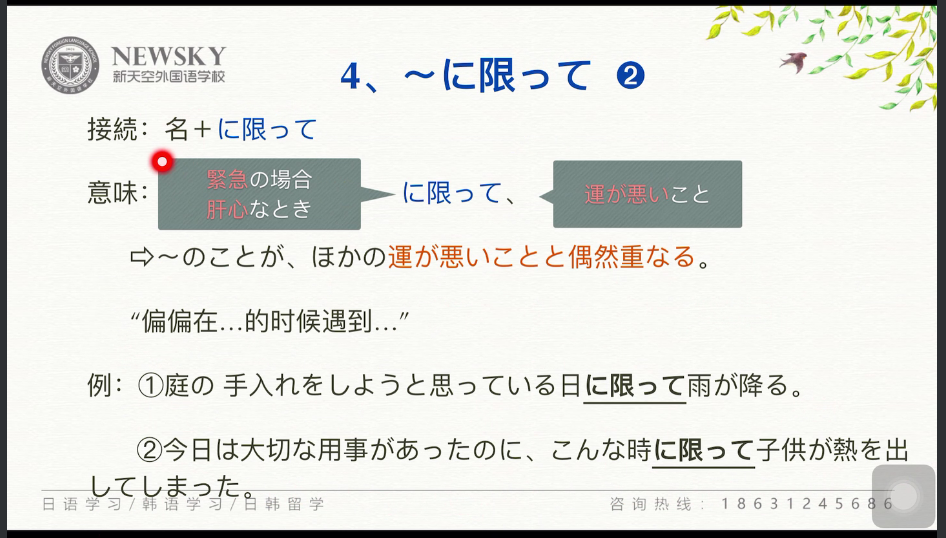 NEWSKY
新天空外国语学校
4、～に限って ❷
接続：名＋に限って
意味：
緊急の場合
肝心なとき
に限って、
運が悪いこと
⇨～のことが、ほかの運が悪いことと偶然重なる。
“偏偏在…的时候遇到…”
例：①庭の 手入れをしようと思っている日に限って雨が降る。
②今日は大切な用事があったのに、こんな時に限って子供が熱を出
してしまった。
日语学习/韩语学习/日韩留学
咨询热线：18631245686